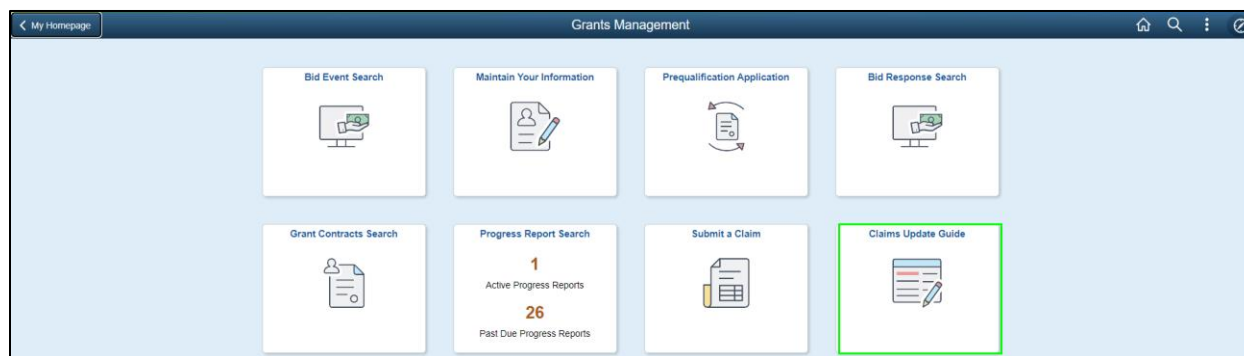 My Homepage
Grants Management
Bid Event Search
Maintain Your Information
Prequalification Application
Bid Response Search
Grant Contracts Search
Progress Report Search
1
Active Progress Reports
26
Past Due Progress Reports
Submit a Claim
Claims Update Guide